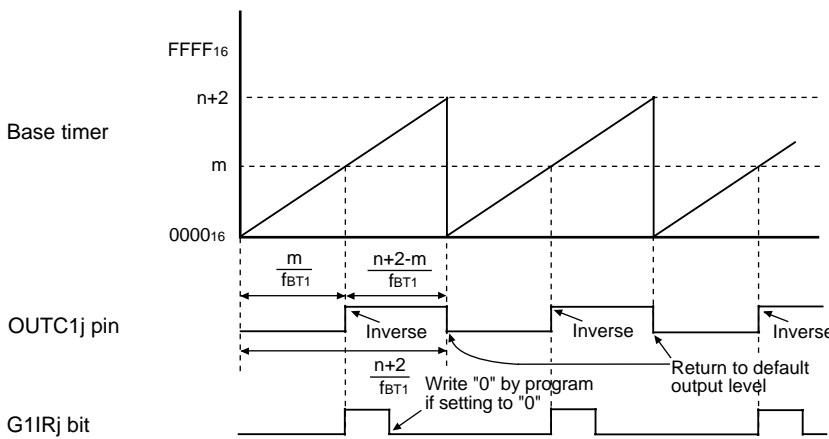 FFFF16
n+2
Base timer
m
000016
m
fBT1
n+2-m
fBT1
OUTC1j pin
Inverse
Inverse
Inverse
n+2
fBT1
Write "0" by program
if setting to "0"
Return to default
output level
G1IRj bit